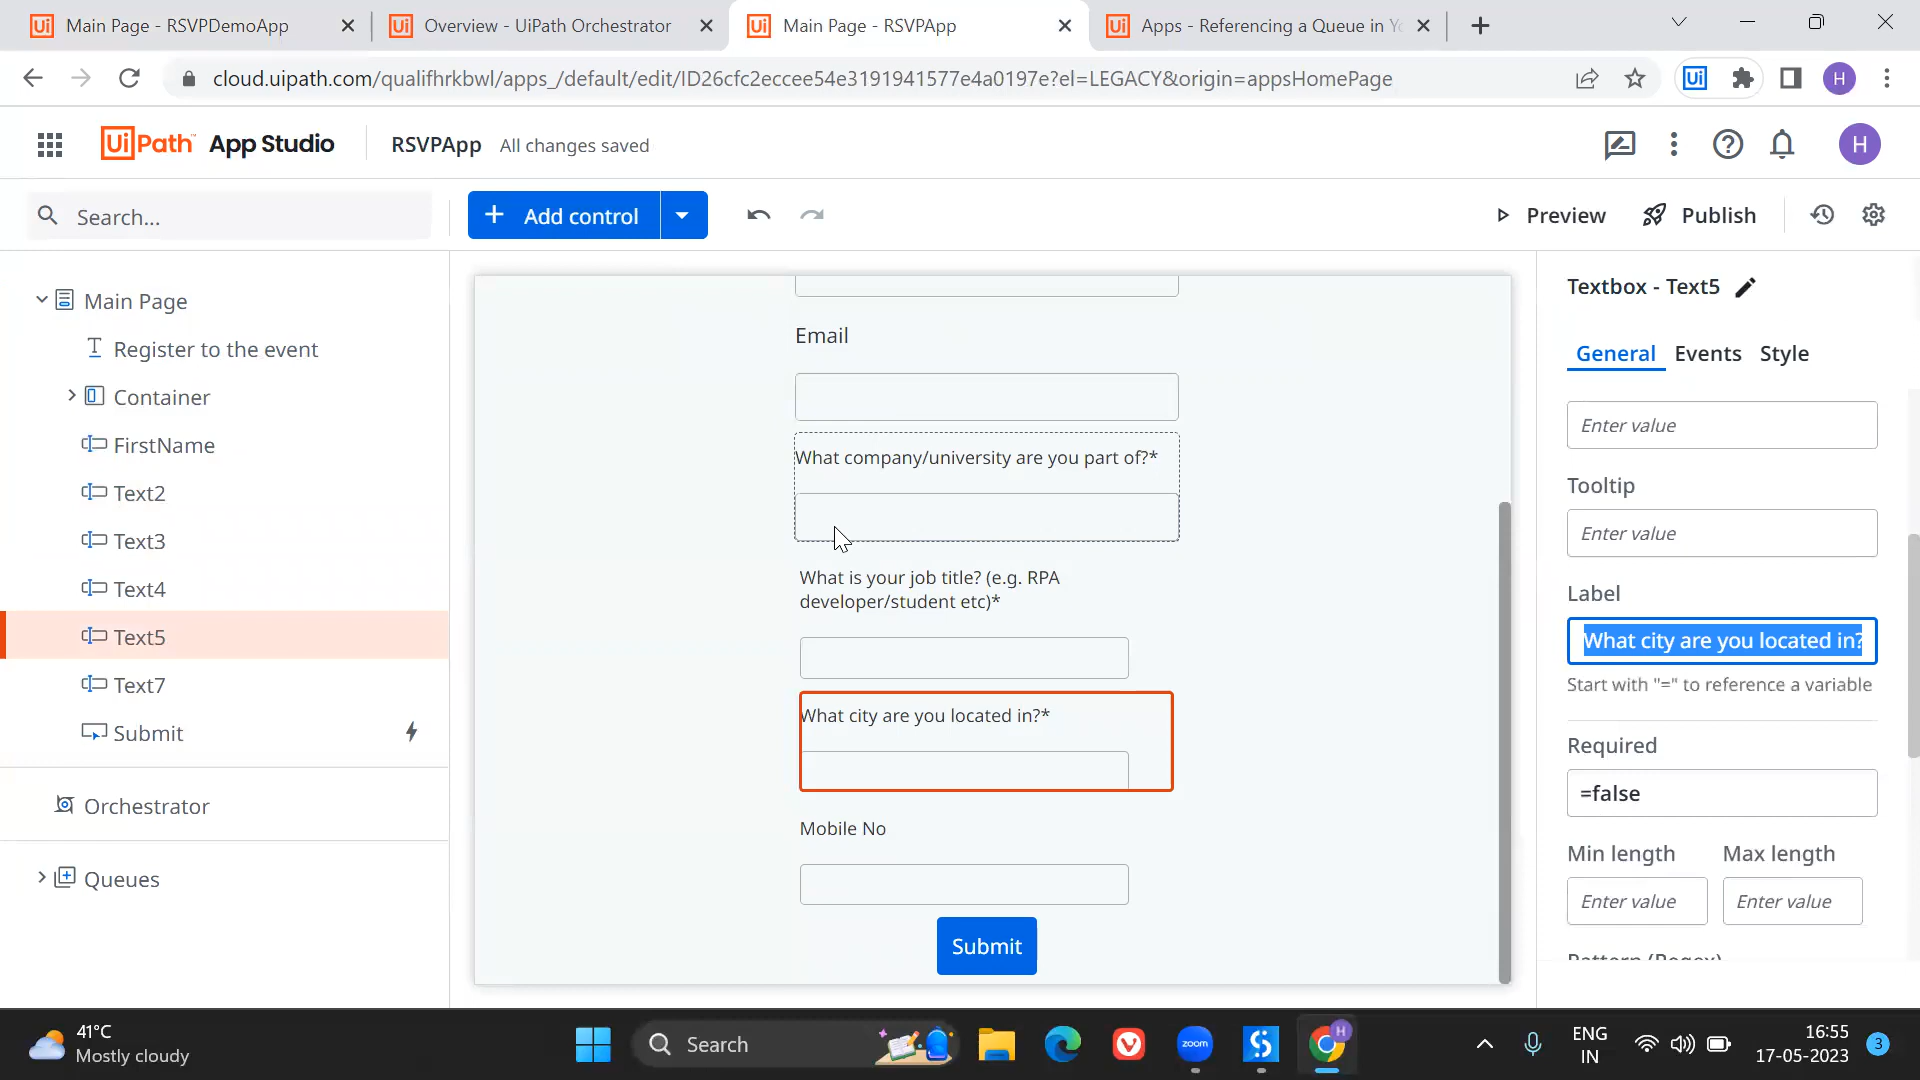 Main Page - RSVPDemoApp
Overview - UiPath Orchestrator
Main Page - RSVPApp
Apps - Referencing a Queue in Yo
cloud.uipath.com/qualifhrkbwl/apps_/default/edit/ID26cfc2eccee54e3191941577e4a0197e?el=LEGACY&origin=appsHomePage
H
UiPath App Studio
RSVPApp
All changes saved
H
Search...
Add control
Preview
Publish
Main Page
Register to the event
Container
FirstName
Text2
Text3
Text4
Text5
Text7
Submit
Orchestrator
Queues
Email
What company/university are you part of?*
What is your job title? (e.g. RPA
developer/student etc)*
What city are you located in?*
Mobile No
Submit
Textbox - Text5
General
Events
Style
Enter value
Tooltip
Enter value
Label
What city are you located in?
Start with "=" to reference a variable
Required
=false
Min length
Max length
Enter value
Enter value
Pattern (Regex)
41°C
Mostly cloudy
Search
zoom
H
ENG
IN
16:55
17-05-2023
3